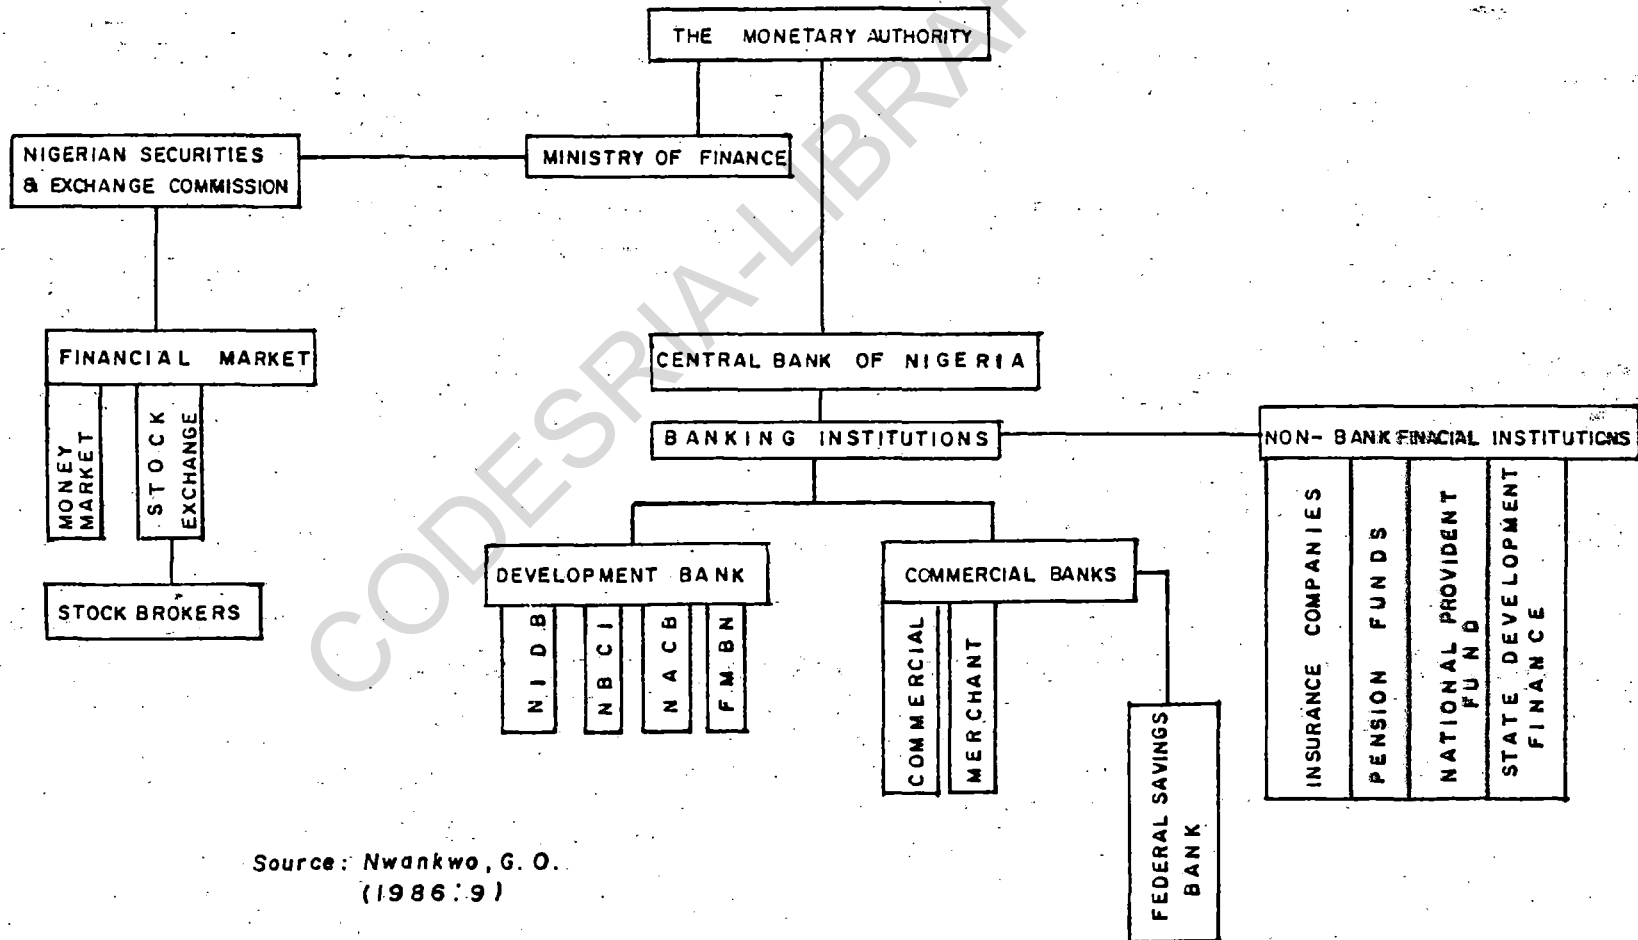 THE MONETARY AUTHORITY
NIGERIAN SECURITIES
& EXCHANGE COMMISSION
MINISTRY OF FINANCE
FINANCIAL MARKET
CENTRAL BANK OF NIGERIA
BANKING INSTITUTIONS
NON-BANK FINACIAL INSTITUTIONS
MONEY
MARKET
STOCK
EXCHANGE
STOCK BROKERS
DEVELOPMENT BANK
COMMERCIAL BANKS
NIDB
NBCI
NACB
FMBN
COMMERCIAL
MERCHANT
FEDERAL SAVINGS
BANK
INSURANCE COMPANIES
PENSION FUNDS
NATIONAL PROVIDENT
FUND
STATE DEVELOPMENT
FINANCE
Source: Nwankwo, G. O.
(1986:9)
CODESRIA-LIBRAR